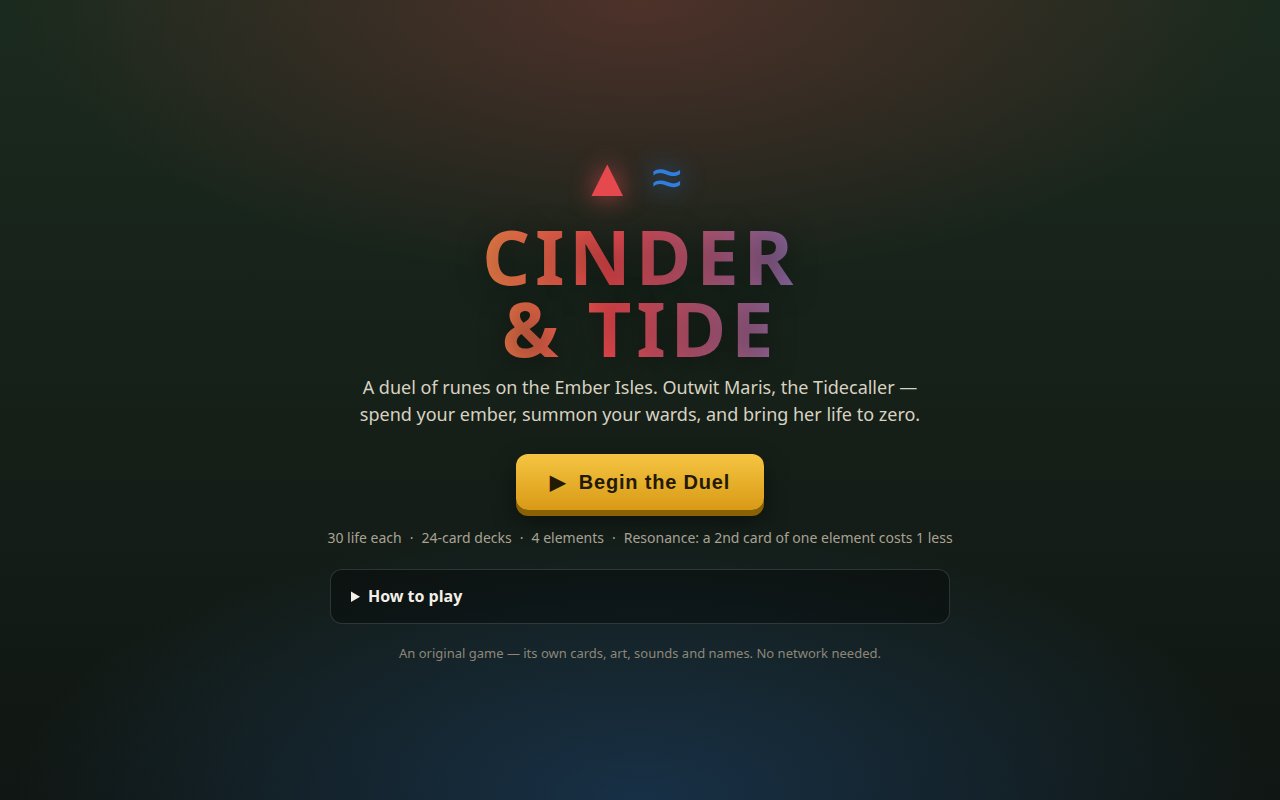 ▲ ≈
CINDER
& TIDE
A duel of runes on the Ember Isles. Outwit Maris, the Tidecaller —
spend your ember, summon your wards, and bring her life to zero.
▶ Begin the Duel
30 life each · 24-card decks · 4 elements · Resonance: a 2nd card of one element costs 1 less
▶ How to play
An original game — its own cards, art, sounds and names. No network needed.